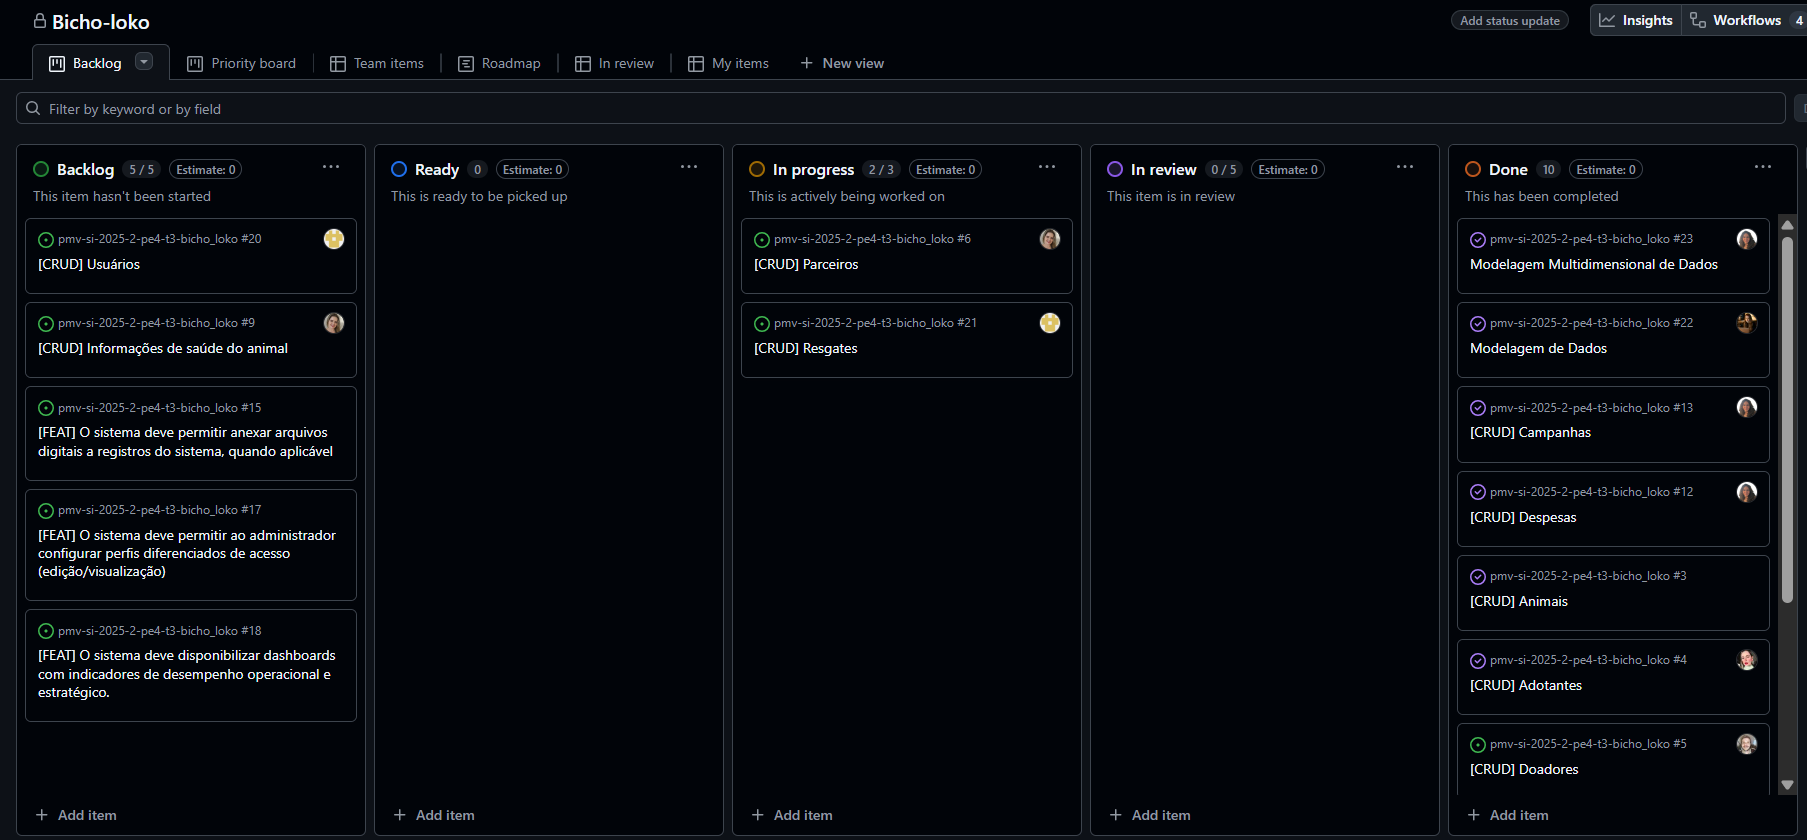 Bicho-loko
Add status update
Insights
Workflows 4
Backlog
Priority board
Team items
Roadmap
In review
My items
New view
Filter by keyword or by field
Backlog 5 / 5 Estimate: 0
This item hasn't been started
pmv-si-2025-2-pe4-t3-bicho_loko #20
[CRUD] Usuários
pmv-si-2025-2-pe4-t3-bicho_loko #9
[CRUD] Informações de saúde do animal
pmv-si-2025-2-pe4-t3-bicho_loko #15
[FEAT] O sistema deve permitir anexar arquivos
digitais a registros do sistema, quando aplicável
pmv-si-2025-2-pe4-t3-bicho_loko #17
[FEAT] O sistema deve permitir ao administrador
configurar perfis diferenciados de acesso
(edição/visualização)
pmv-si-2025-2-pe4-t3-bicho_loko #18
[FEAT] O sistema deve disponibilizar dashboards
com indicadores de desempenho operacional e
estratégico.
Add item
Ready 0 Estimate: 0
This is ready to be picked up
Add item
In progress 2 / 3 Estimate: 0
This is actively being worked on
pmv-si-2025-2-pe4-t3-bicho_loko #6
[CRUD] Parceiros
pmv-si-2025-2-pe4-t3-bicho_loko #21
[CRUD] Resgates
Add item
In review 0 / 5 Estimate: 0
This item is in review
Add item
Done 10 Estimate: 0
This has been completed
pmv-si-2025-2-pe4-t3-bicho_loko #23
Modelagem Multidimensional de Dados
pmv-si-2025-2-pe4-t3-bicho_loko #22
Modelagem de Dados
pmv-si-2025-2-pe4-t3-bicho_loko #13
[CRUD] Campanhas
pmv-si-2025-2-pe4-t3-bicho_loko #12
[CRUD] Despesas
pmv-si-2025-2-pe4-t3-bicho_loko #3
[CRUD] Animais
pmv-si-2025-2-pe4-t3-bicho_loko #4
[CRUD] Adotantes
pmv-si-2025-2-pe4-t3-bicho_loko #5
[CRUD] Doadores
Add item